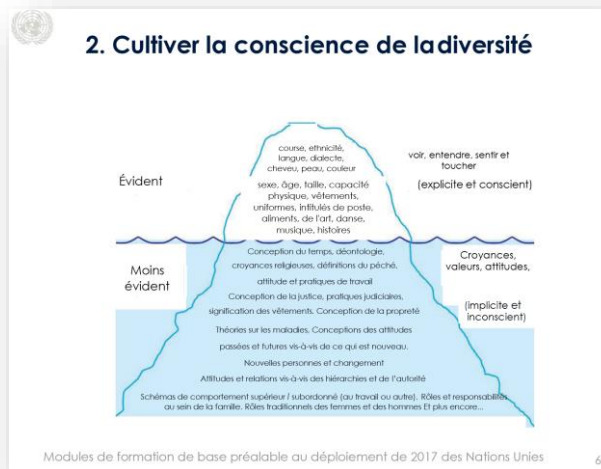 2. Cultiver la conscience de ladiversité
Évident
course, ethnicité,
langue, dialecte,
cheveu, peau, couleur
sexe, âge, taille, capacité
physique, vêtements,
uniformes, intitulés de poste,
aliments, de l'art, danse,
musique, histoires
voir, entendre, sentir et
toucher
(explicite et conscient)
Moins
évident
Conception du temps, déontologie,
croyances religieuses, définitions du péché,
attitude et pratiques de travail
Conception de la justice, pratiques judiciaires,
signification des vêtements. Conception de la propreté
Théories sur les maladies. Conceptions des attitudes
passées et futures vis-à-vis de ce qui est nouveau.
Nouvelles personnes et changement
Attitudes et relations vis-à-vis des hiérarchies et de l'autorité
Schémas de comportement supérieur / subordonné (au travail ou autre). Rôles et responsabilités
au sein de la famille. Rôles traditionnels des femmes et des hommes Et plus encore...
Croyances,
valeurs, attitudes,
(implicite et
inconscient)
Modules de formation de base préalable au déploiement de 2017 des Nations Unies
6